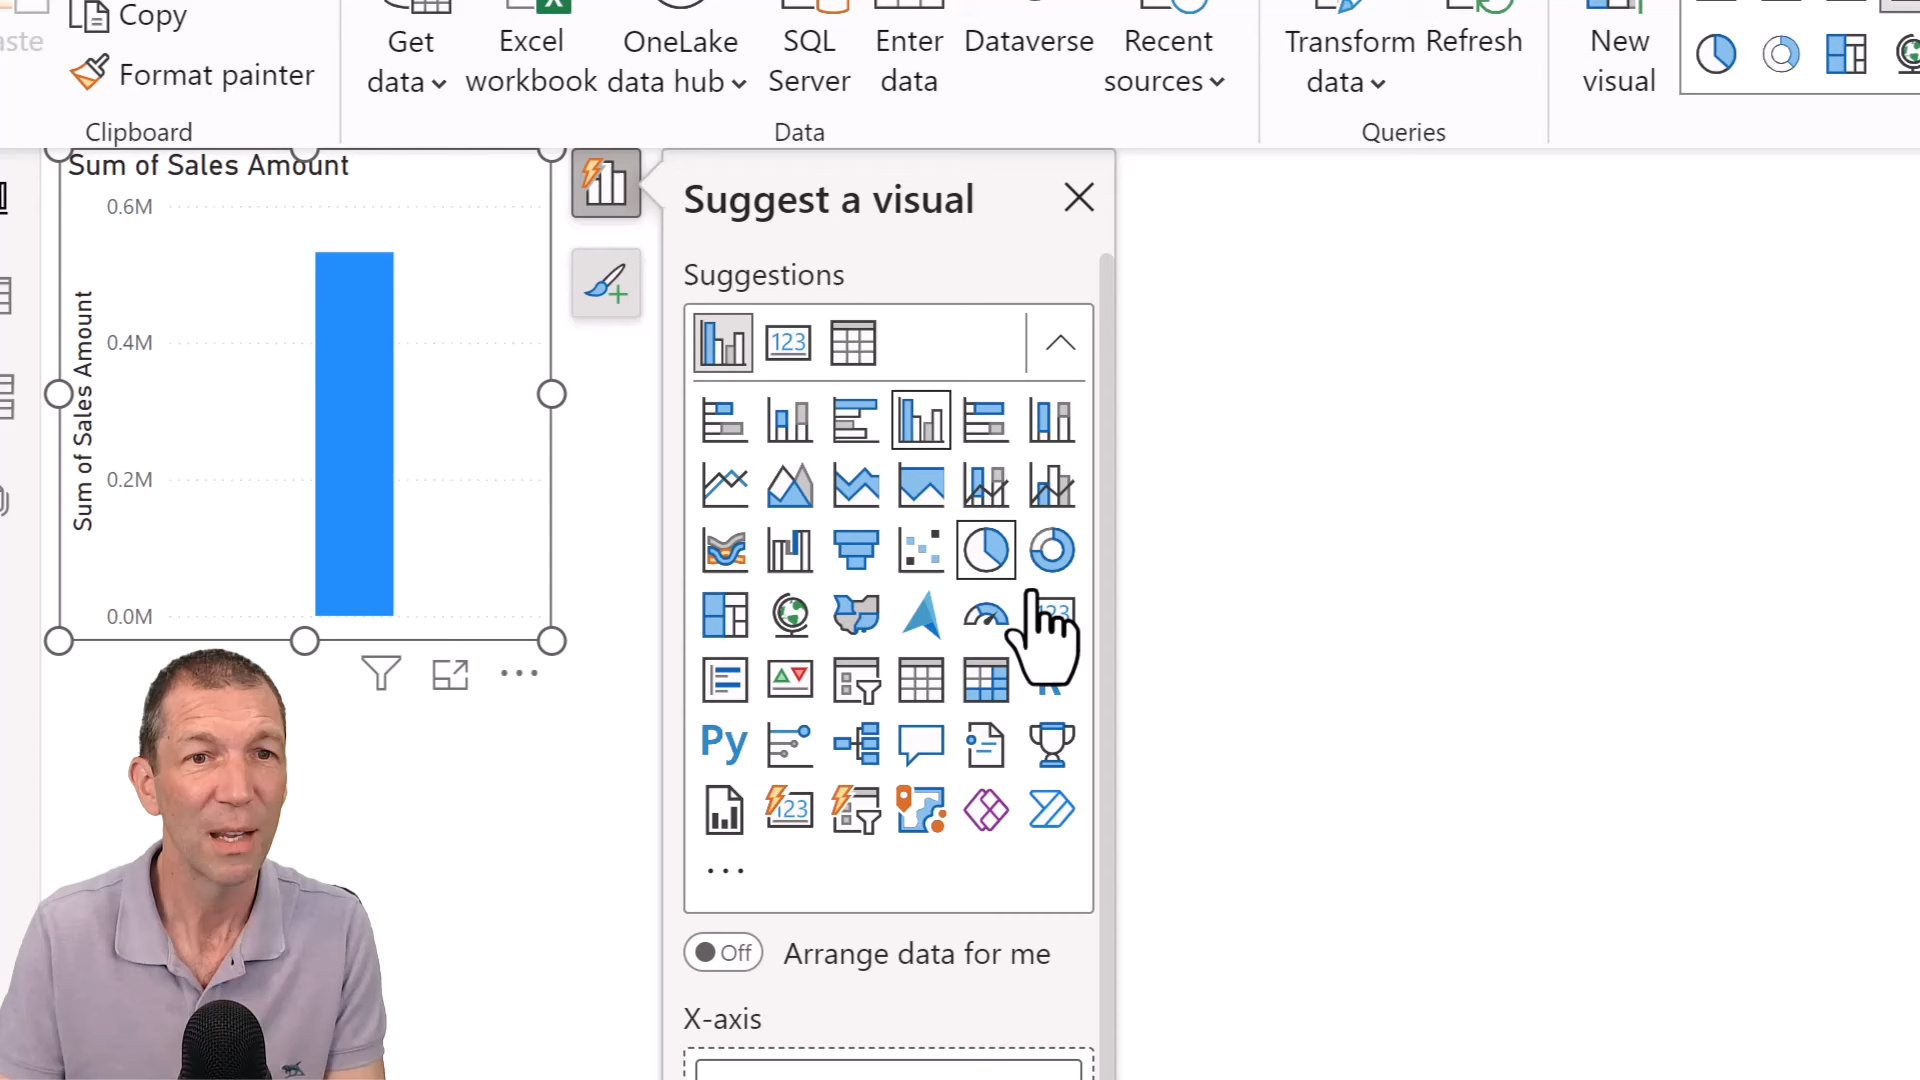 Copy
Format painter
Clipboard
Get
data
Excel
workbook
OneLake
data hub
SQL
Server
Enter
data
Dataverse
Recent
sources
Data
Transform
data
Refresh
Queries
New
visual
Sum of Sales Amount
0.6M
0.4M
0.2M
0.0M
Sum of Sales Amount
Suggest a visual
Suggestions
123
123
R
Py
123
Off
Arrange data for me
X-axis